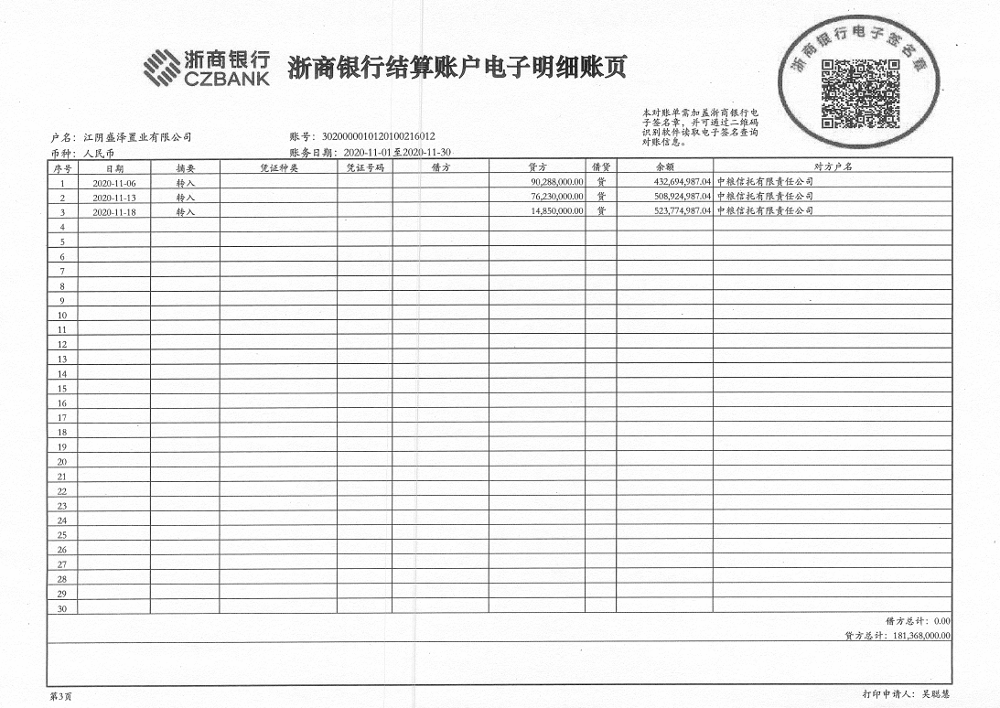 浙商银行
CZBANK
浙商银行结算账户电子明细账页
浙商银行电子签名章
本对账单需加盖浙商银行电
子签名章，并可通过二维码
识别软件读取电子签名查询
对账信息。
户名：江阴盛泽置业有限公司 账号：3020000010120100216012
币种：人民币 账务日期：2020-11-01至2020-11-30
序号 日期 摘要 凭证种类 凭证号码 借方 贷方 借贷 余额 对方户名
1 2020-11-06 转入 90,288,000.00 贷 432,694,987.04 中粮信托有限责任公司
2 2020-11-13 转入 76,230,000.00 贷 508,924,987.04 中粮信托有限责任公司
3 2020-11-18 转入 14,850,000.00 贷 523,774,987.04 中粮信托有限责任公司
4
5
6
7
8
9
10
11
12
13
14
15
16
17
18
19
20
21
22
23
24
25
26
27
28
29
30
借方总计：0.00
贷方总计：181,368,000.00
第3页 打印申请人：吴聪慧